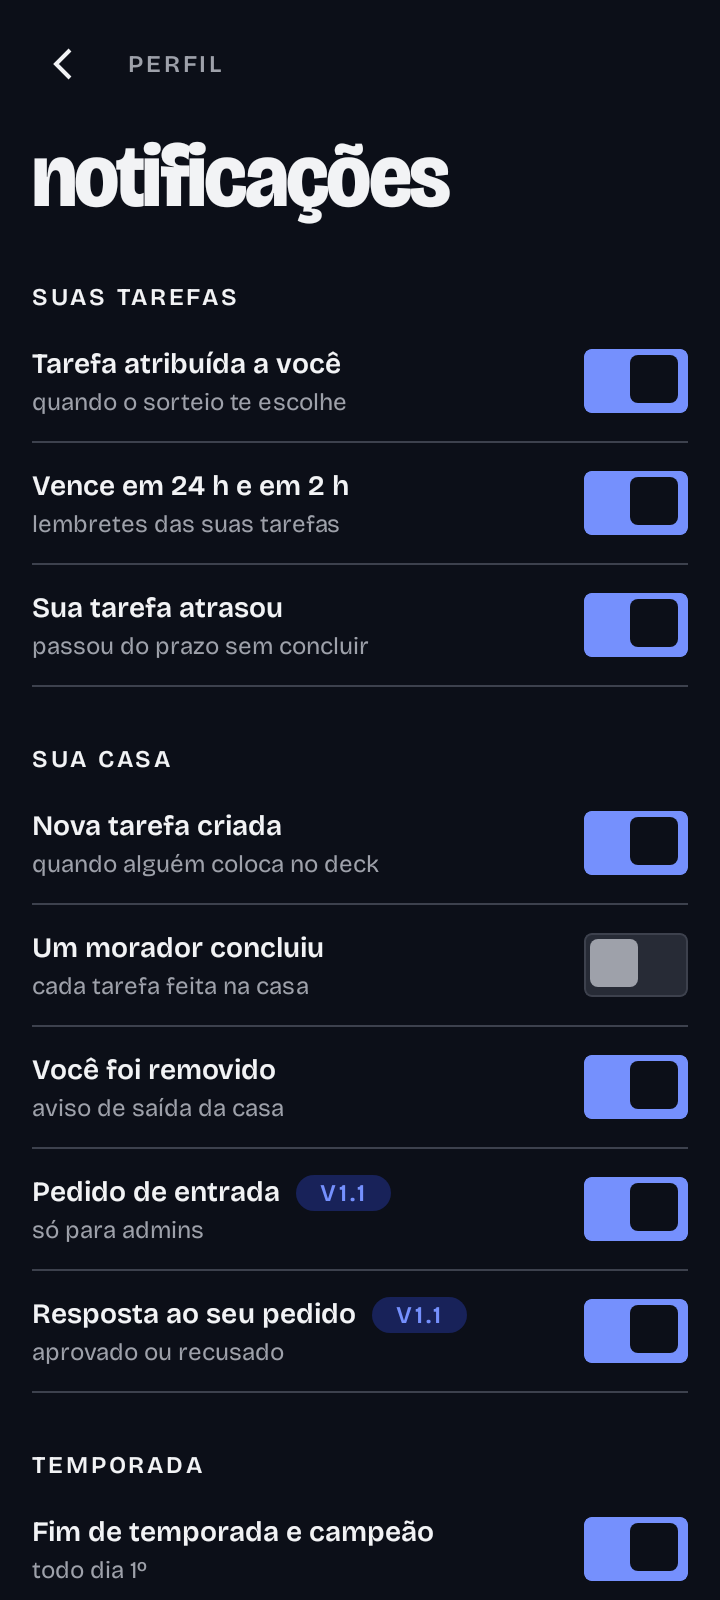 PERFIL
notificações
SUAS TAREFAS
Tarefa atribuída a você
quando o sorteio te escolhe
Vence em 24 h e em 2 h
lembretes das suas tarefas
Sua tarefa atrasou
passou do prazo sem concluir
SUA CASA
Nova tarefa criada
quando alguém coloca no deck
Um morador concluiu
cada tarefa feita na casa
Você foi removido
aviso de saída da casa
Pedido de entrada V1.1
só para admins
Resposta ao seu pedido V1.1
aprovado ou recusado
TEMPORADA
Fim de temporada e campeão
todo dia 1º